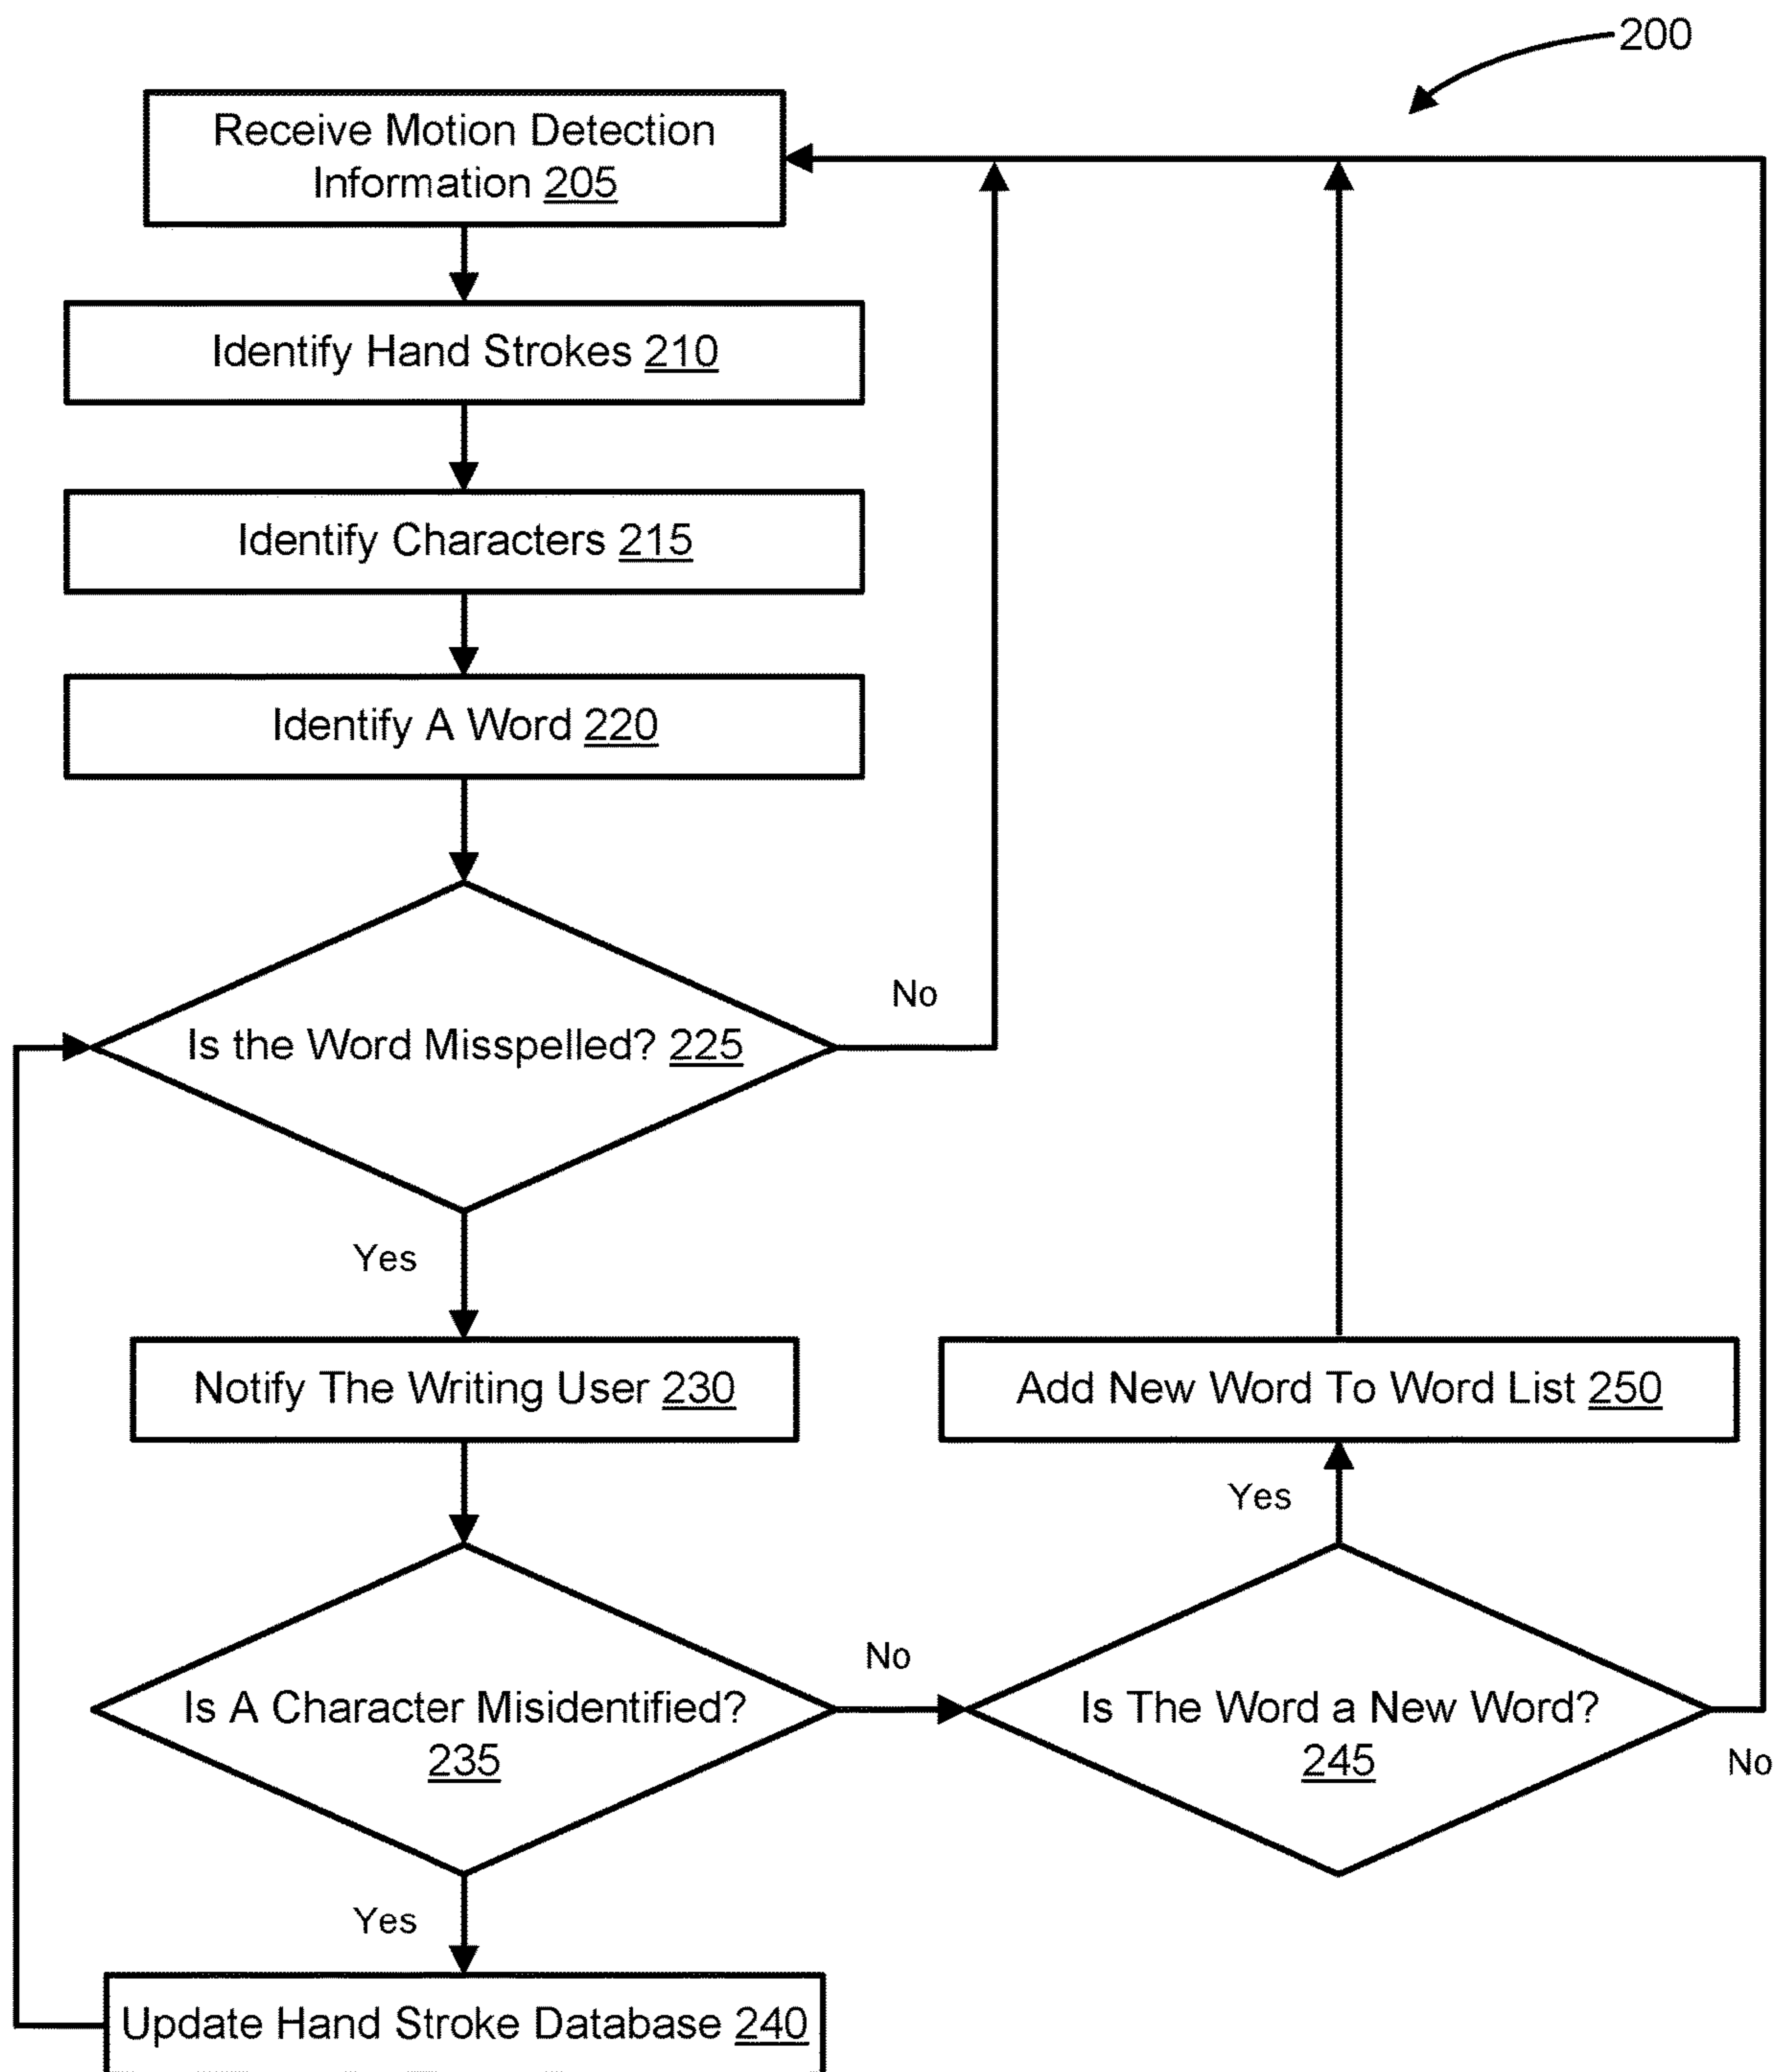 200
Receive Motion Detection
Information 205
Identify Hand Strokes 210
Identify Characters 215
Identify A Word 220
No
Is the Word Misspelled? 225
Yes
Notify The Writing User 230
Add New Word To Word List 250
Yes
No
Is A Character Misidentified?
235
Is The Word a New Word?
245
No
Yes
Update Hand Stroke Database 240